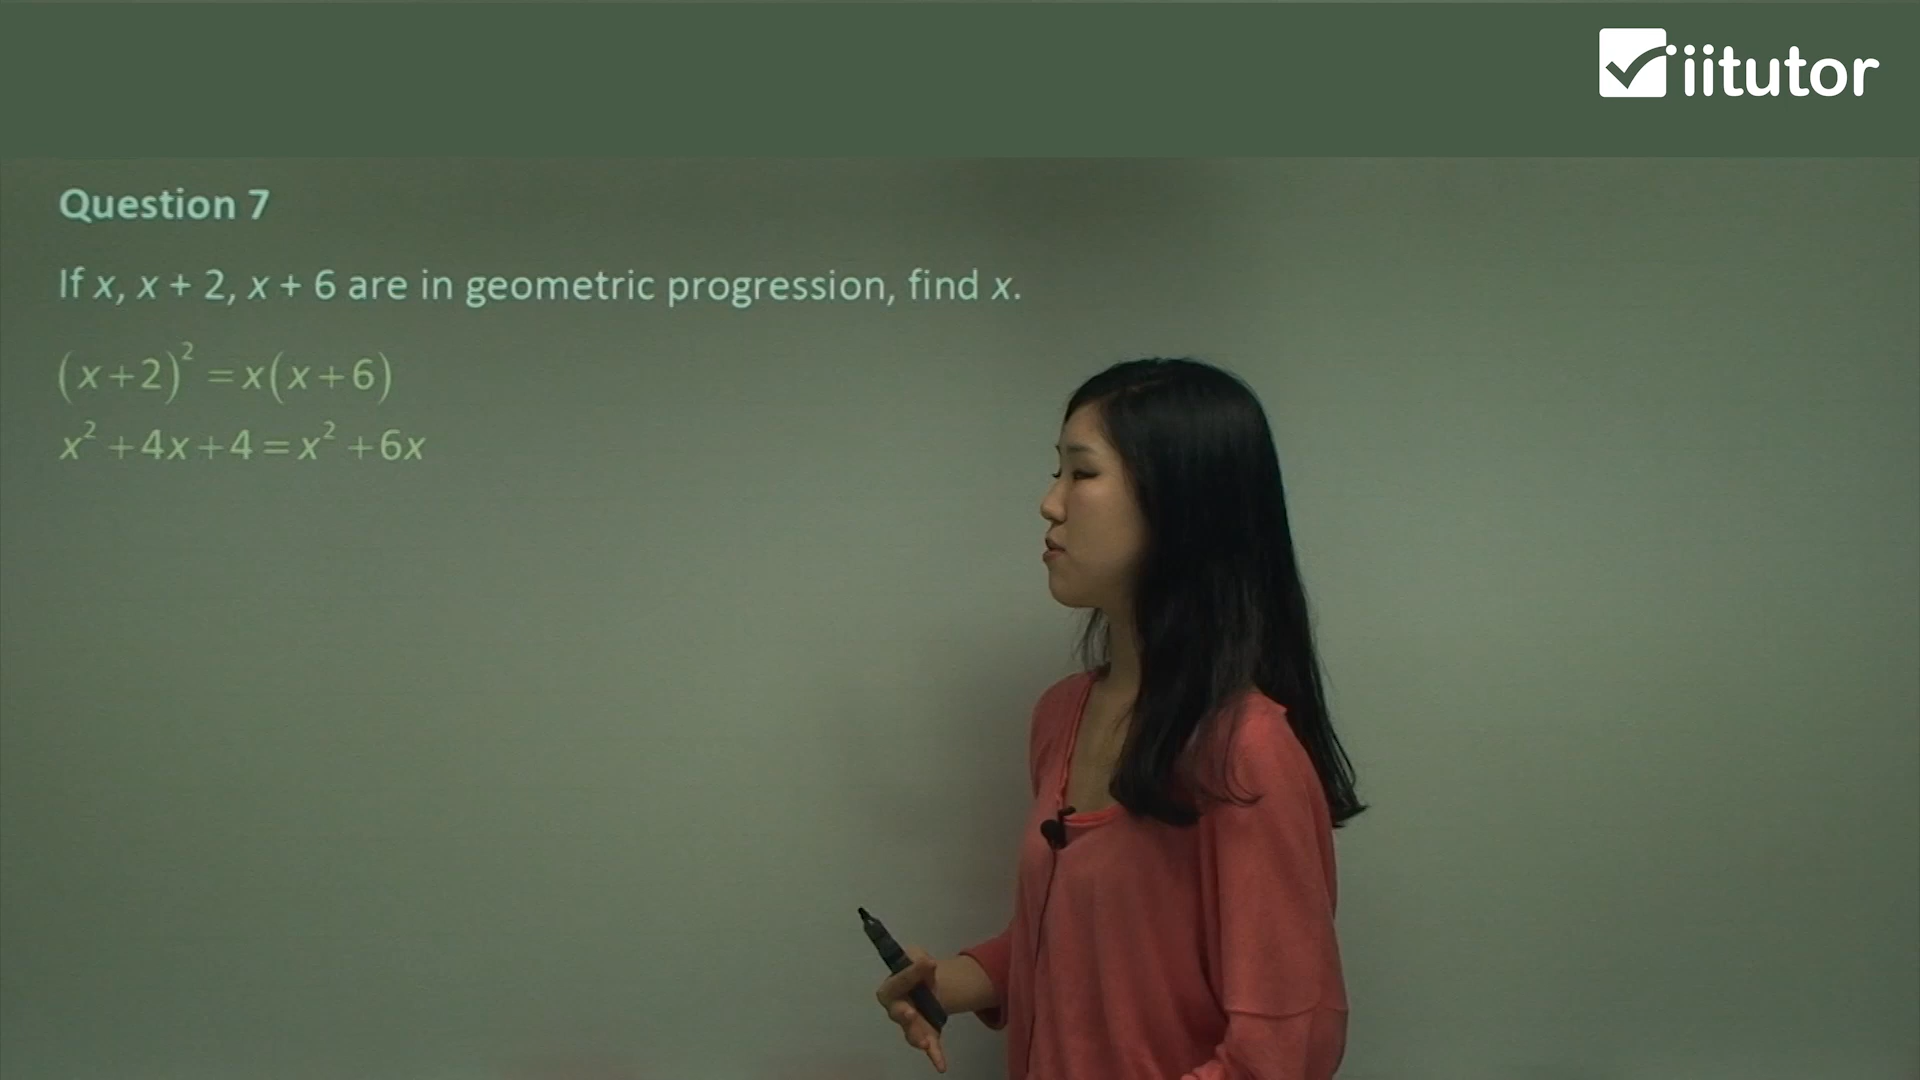 iitutor
Question 7
If x, x + 2, x + 6 are in geometric progression, find x.
(x+2)² = x(x+6)
x² + 4x + 4 = x² + 6x